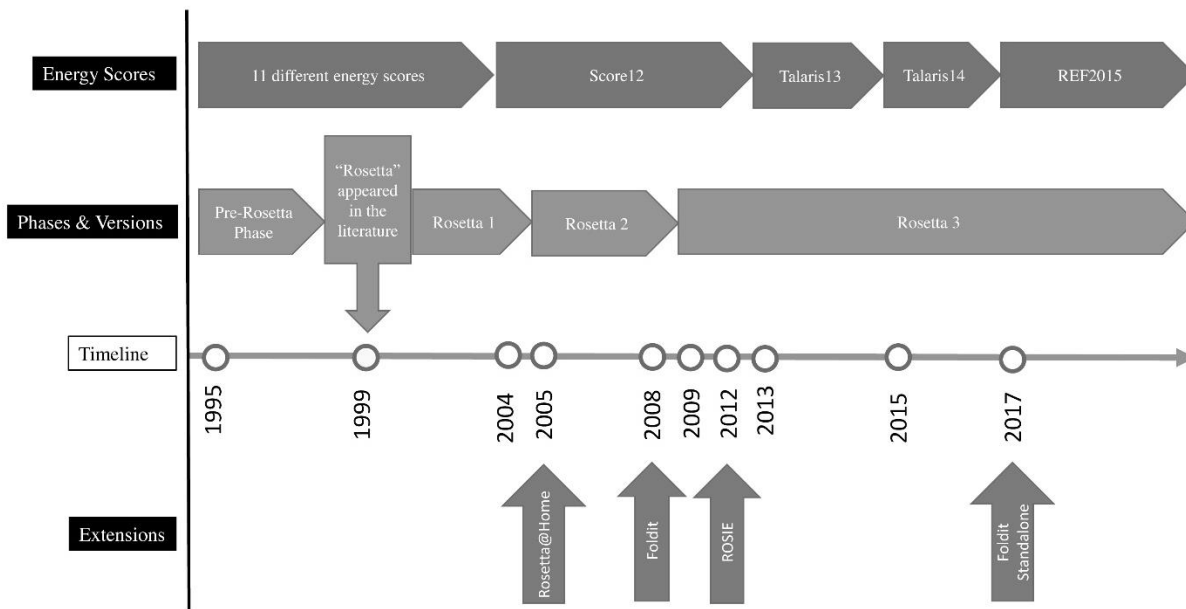 Energy Scores
11 different energy scores
Score12
Talaris13
Talaris14
REF2015
Phases & Versions
Pre-Rosetta
Phase
“Rosetta”
appeared
in the
literature
Rosetta 1
Rosetta 2
Rosetta 3
Timeline
1995
1999
2004
2005
2008
2009
2012
2013
2015
2017
Extensions
Rosetta@Home
Foldit
ROSIE
Foldit
Standalone